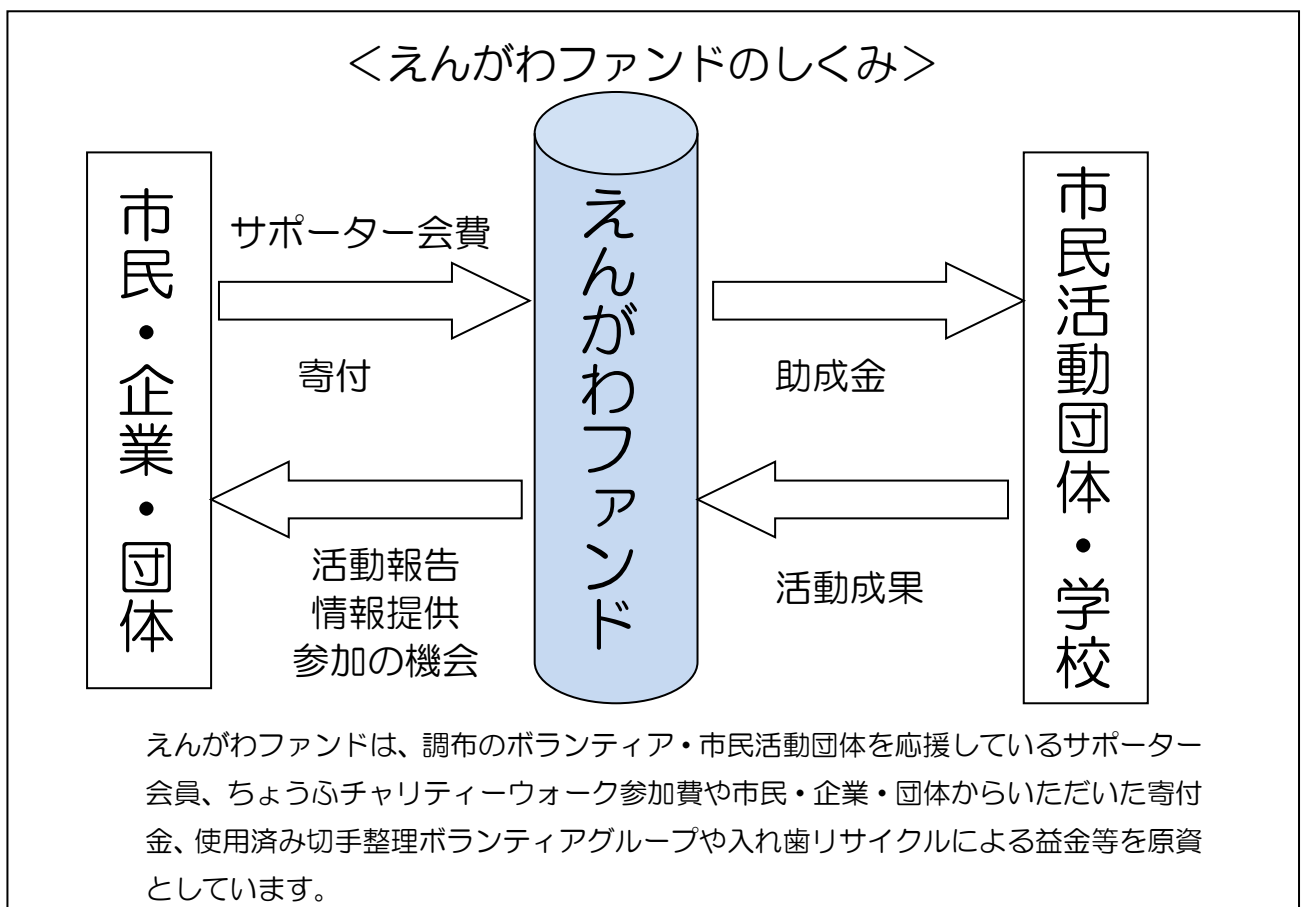 ＜えんがわファンドのしくみ＞
市民・企業・団体
サポーター会費
寄付
活動報告
情報提供
参加の機会
えんがわファンド
助成金
活動成果
市民活動団体・学校
えんがわファンドは、調布のボランティア・市民活動団体を応援しているサポーター
会員、ちょうふチャリティーウォーク参加費や市民・企業・団体からいただいた寄付
金、使用済み切手整理ボランティアグループや入れ歯リサイクルによる益金等を原資
としています。